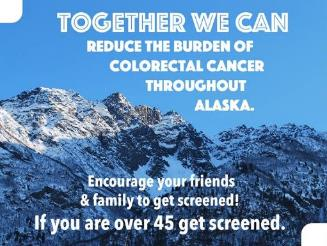 TOGETHER WE CAN
REDUCE THE BURDEN OF
COLORECTAL CANCER
THROUGHOUT
ALASKA.
Encourage your friends
& family to get screened!
If you are over 45 get screened.